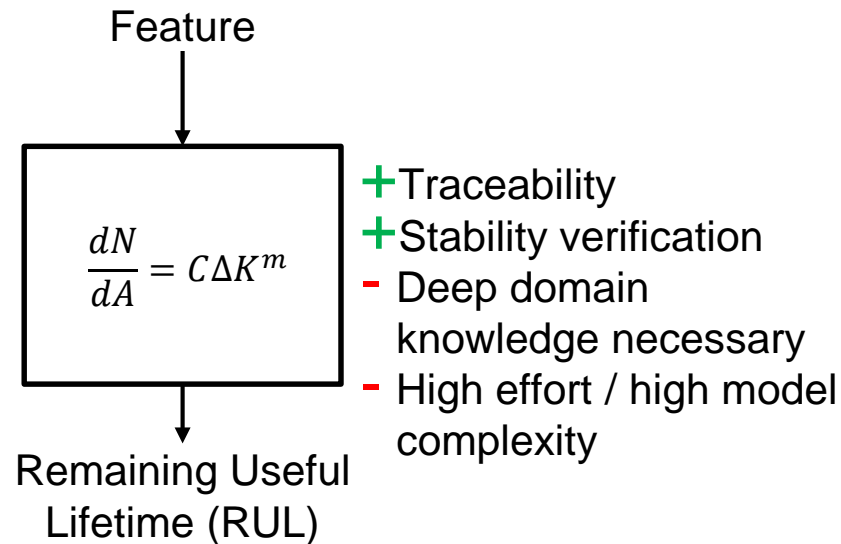 Feature
dN
dA = CΔK^m
+Traceability
+Stability verification
- Deep domain
knowledge necessary
- High effort / high model
complexity
Remaining Useful
Lifetime (RUL)